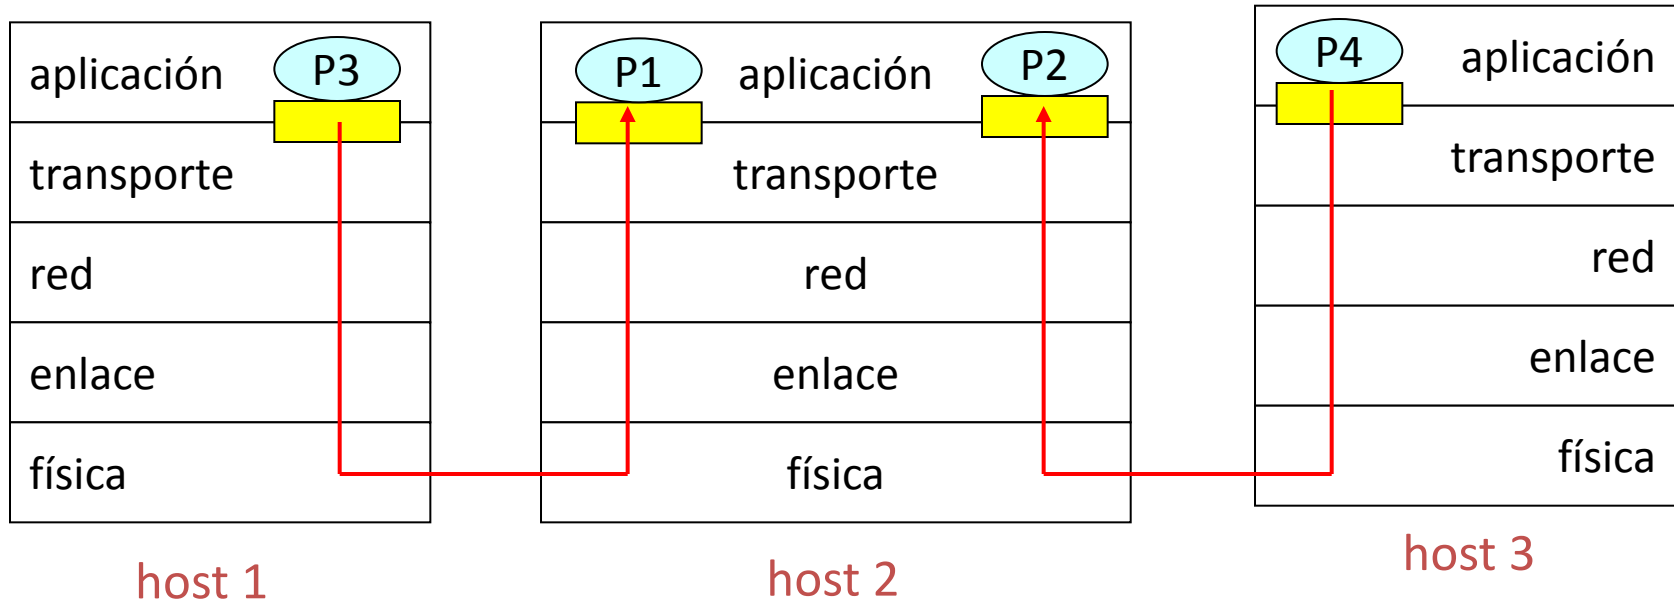 aplicación
P3
transporte
red
enlace
física
host 1
P1
aplicación
P2
transporte
red
enlace
física
host 2
P4
aplicación
transporte
red
enlace
física
host 3